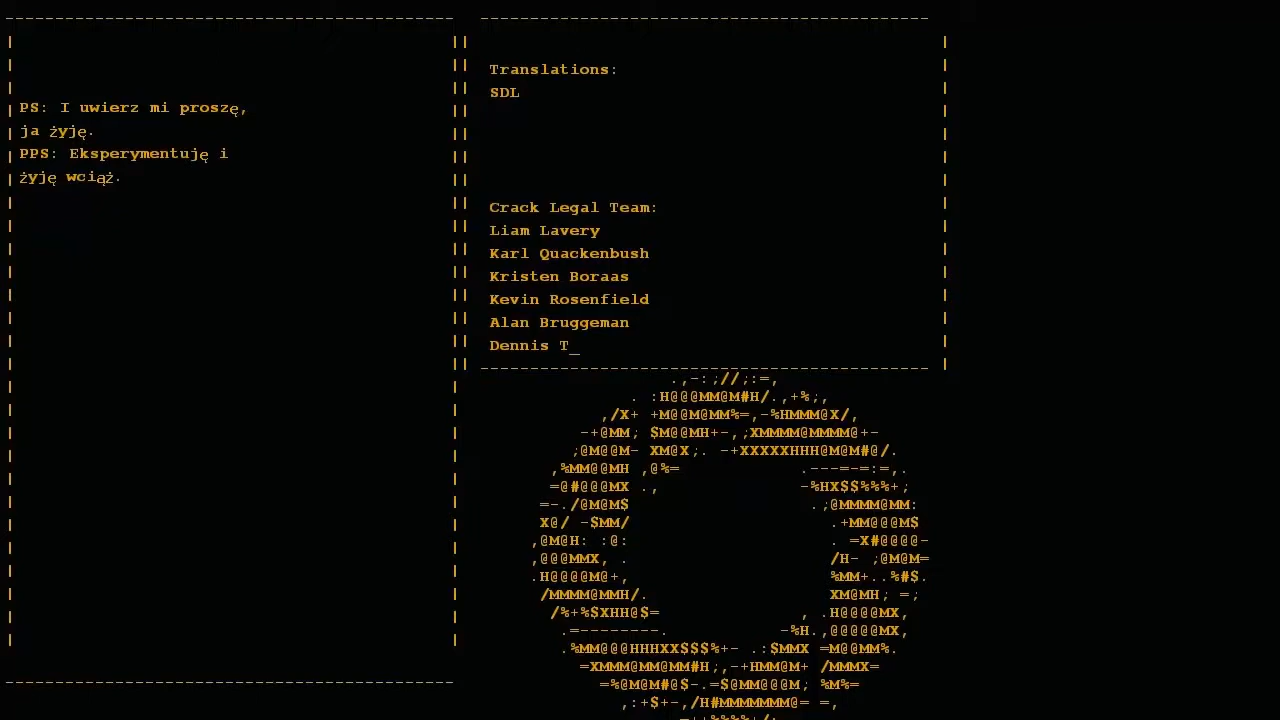 PS: I uwierz mi proszę,
ja żyję.
PPS: Eksperymentuję i
żyję wciąż.
Translations:
SDL
Crack Legal Team:
Liam Lavery
Karl Quackenbush
Kristen Boraas
Kevin Rosenfield
Alan Bruggeman
Dennis T_